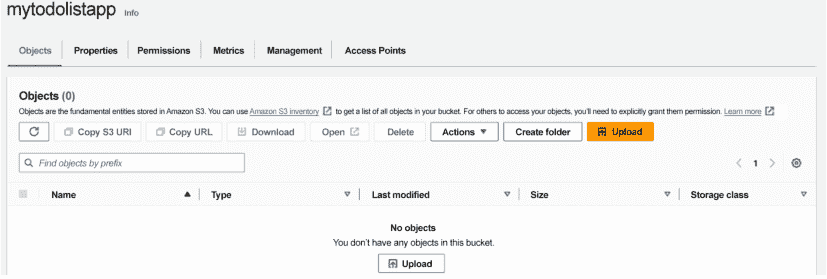 mytodolistapp Info
Objects Properties Permissions Metrics Management Access Points
Objects (0)
Objects are the fundamental entities stored in Amazon S3. You can use Amazon S3 inventory to get a list of all objects in your bucket. For others to access your objects, you'll need to explicitly grant them permission. Learn more
Copy S3 URI Copy URL Download Open Delete Actions Create folder Upload
Find objects by prefix 1
Name Type Last modified Size Storage class
No objects
You don't have any objects in this bucket.
Upload